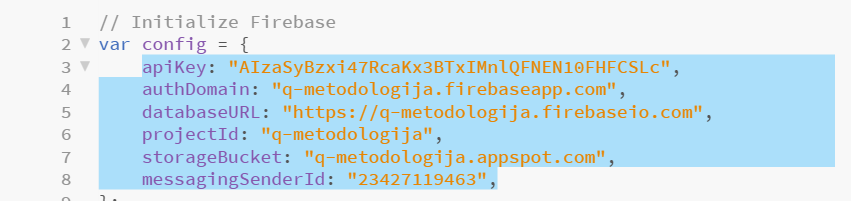 1 // Initialize Firebase
2 var config = {
3 apiKey: "AIzaSyBzxi47RcaKx3BTxIMnlQFNEN10FHFCSLc",
4 authDomain: "q-metodologija.firebaseapp.com",
5 databaseURL: "https://q-metodologija.firebaseio.com",
6 projectId: "q-metodologija",
7 storageBucket: "q-metodologija.appspot.com",
8 messagingSenderId: "23427119463",
9 };